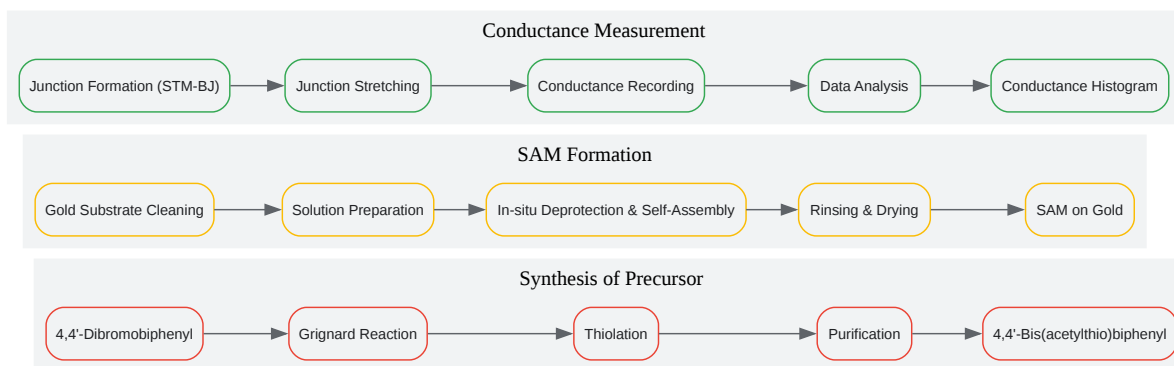 Conductance Measurement
Junction Formation (STM-BJ)
Junction Stretching
Conductance Recording
Data Analysis
Conductance Histogram
SAM Formation
Gold Substrate Cleaning
Solution Preparation
In-situ Deprotection & Self-Assembly
Rinsing & Drying
SAM on Gold
Synthesis of Precursor
4,4'-Dibromobiphenyl
Grignard Reaction
Thiolation
Purification
4,4'-Bis(acetylthio)biphenyl